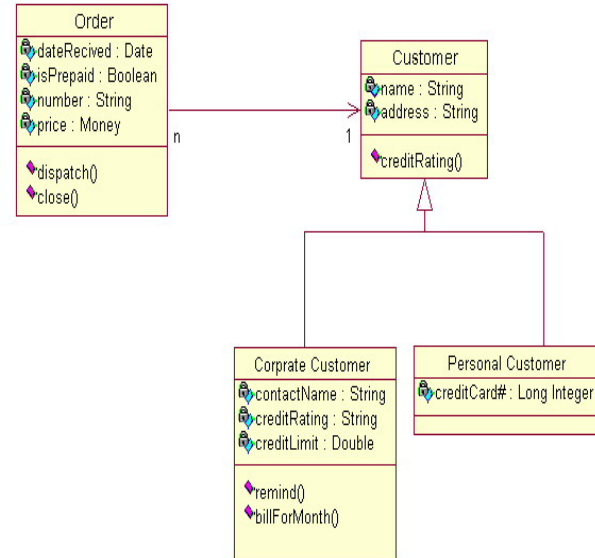 Order
dateRecived : Date
isPrepaid : Boolean
number : String
price : Money
dispatch()
close()
n
1
Customer
name : String
address : String
creditRating()
Corprate Customer
contactName : String
creditRating : String
creditLimit : Double
remind()
billForMonth()
Personal Customer
creditCard# : Long Integer